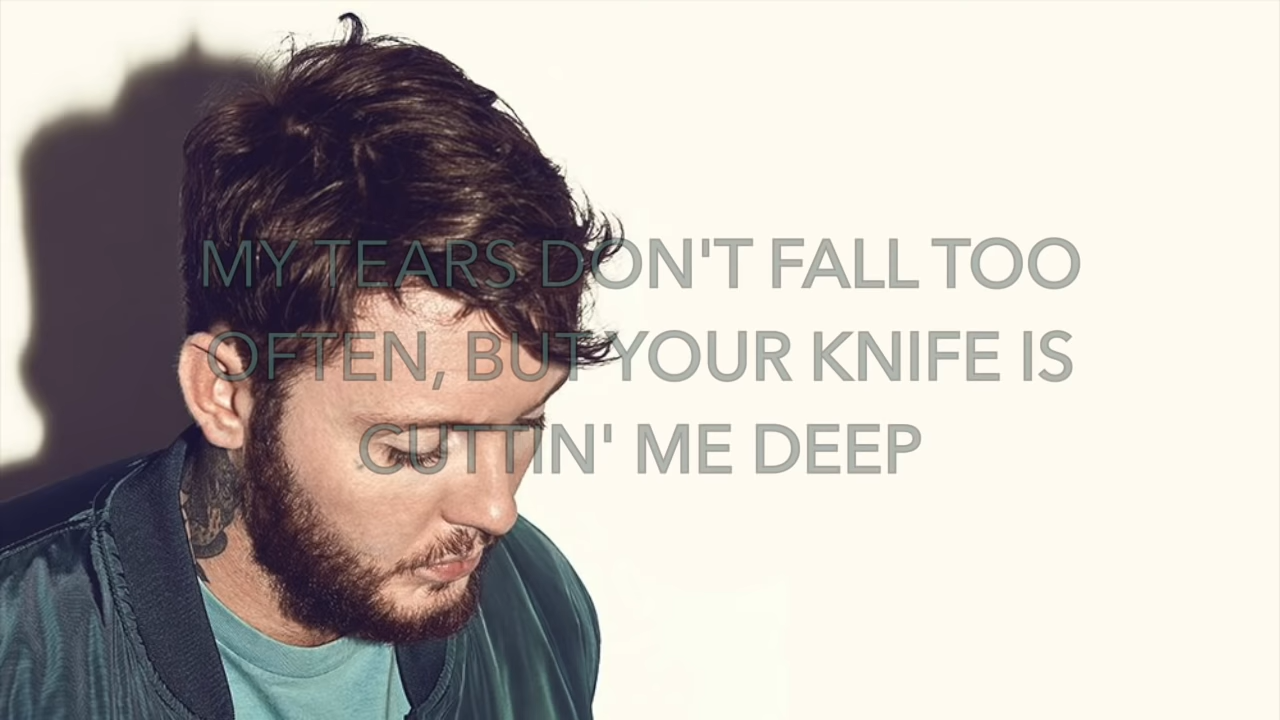 MY TEARS DON'T FALL TOO
OFTEN, BUT YOUR KNIFE IS
CUTTIN' ME DEEP